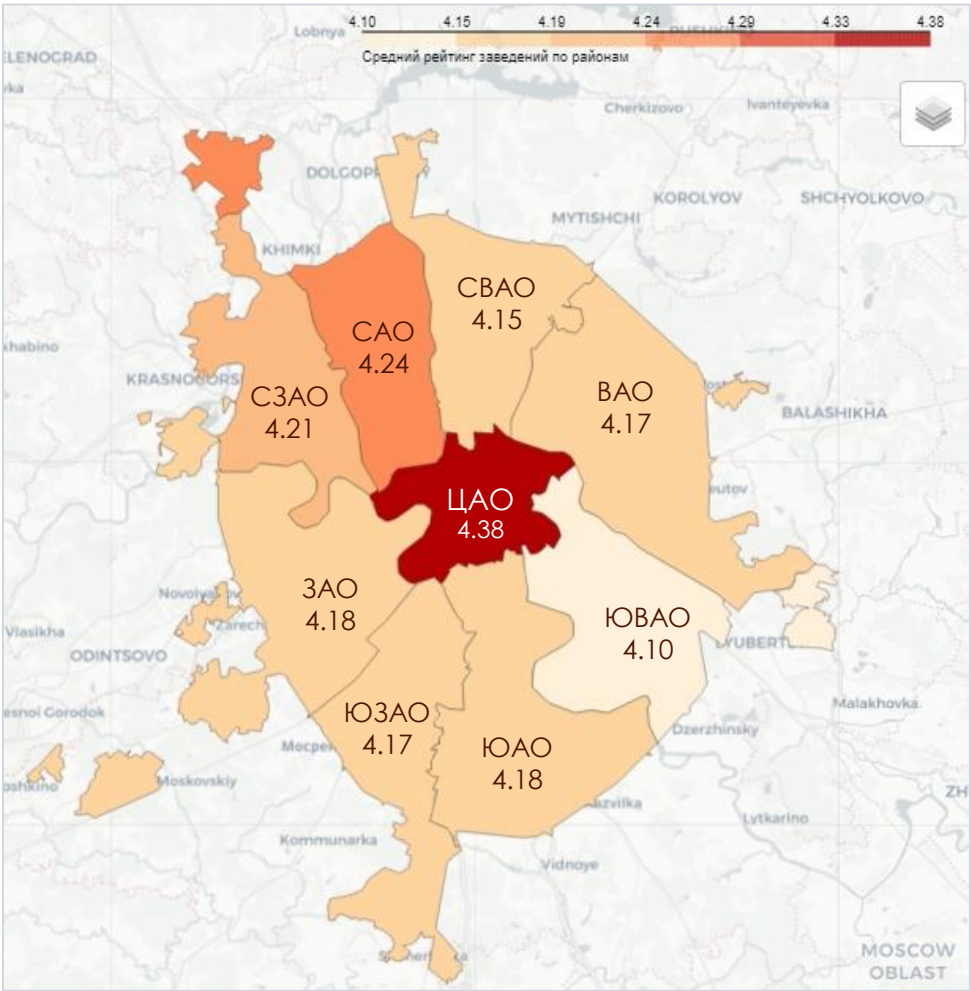 4.10 4.15 4.19 4.24 4.29 4.33 4.38
Lobnya
Средний рейтинг заведений по районам
Cherkizovo
Ivanteyevka
KOROLYOV
SHCHYOLKOVO
MYTISHCHI
KHIMKI
СВАО
4.15
САО
4.24
СЗАО
4.21
ВАО
4.17
BALASHIKHA
ЦАО
4.38
ЗАО
4.18
Vlasikha
ODINTSOVO
ЮВАО
4.10
Malakhovka
ЮЗАО
4.17
ЮАО
4.18
Dzerzhinsky
Moskovskiy
Lytkarino
Kommunarka
Vidnoye
MOSCOW
OBLAST